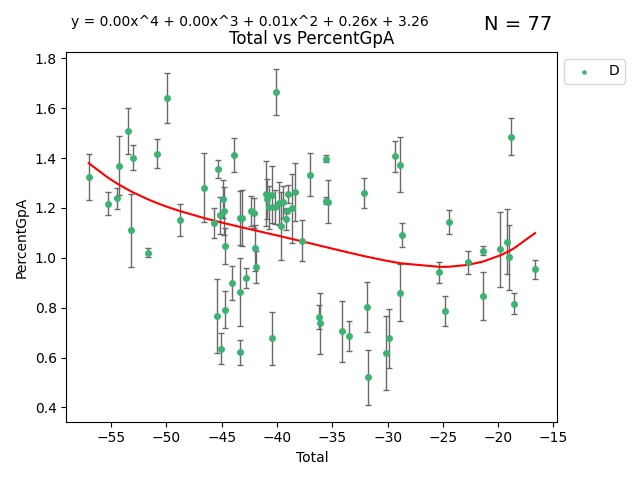 y = 0.00x^4 + 0.00x^3 + 0.01x^2 + 0.26x + 3.26
N = 77
Total vs PercentGpA
D
1.8
1.6
1.4
1.2
1.0
0.8
0.6
0.4
PercentGpA
−55 −50 −45 −40 −35 −30 −25 −20 −15
Total